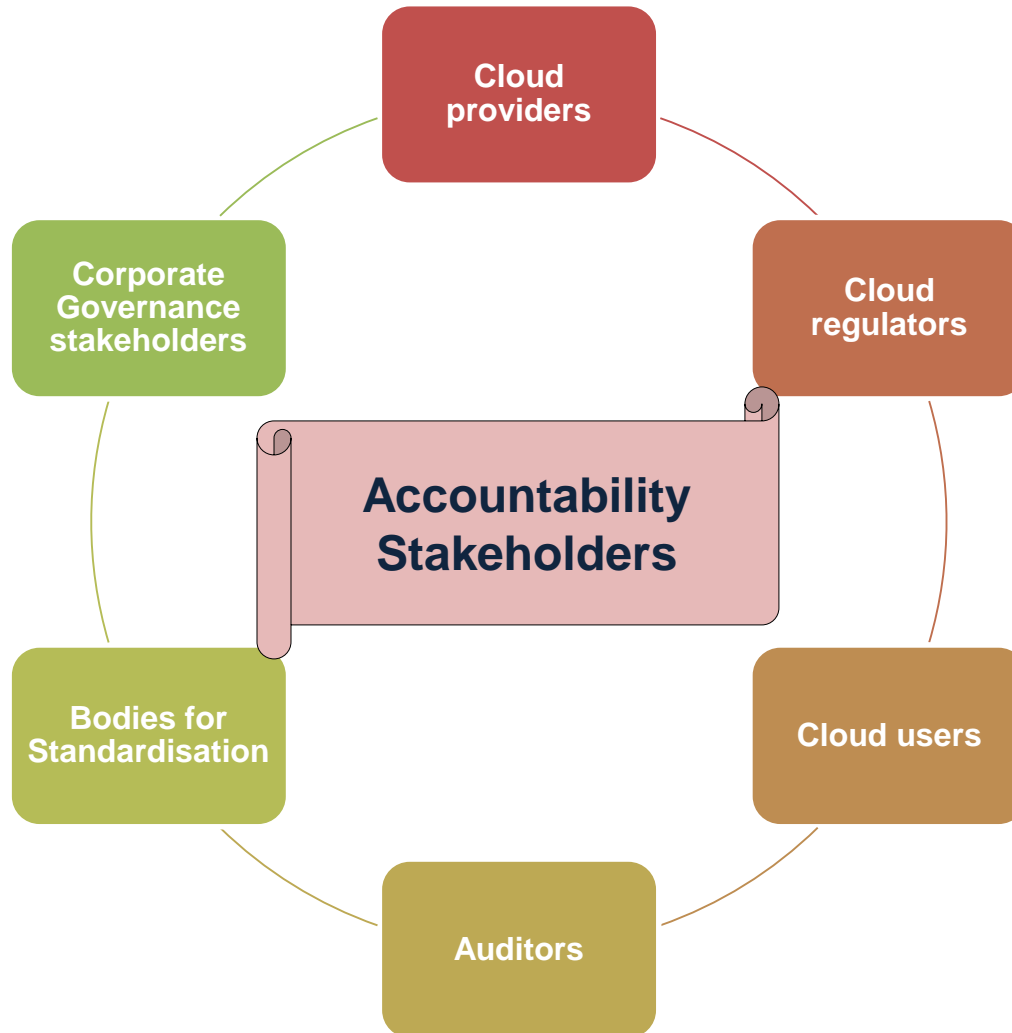 Cloud
providers
Cloud
regulators
Cloud users
Auditors
Bodies for
Standardisation
Corporate
Governance
stakeholders
Accountability
Stakeholders